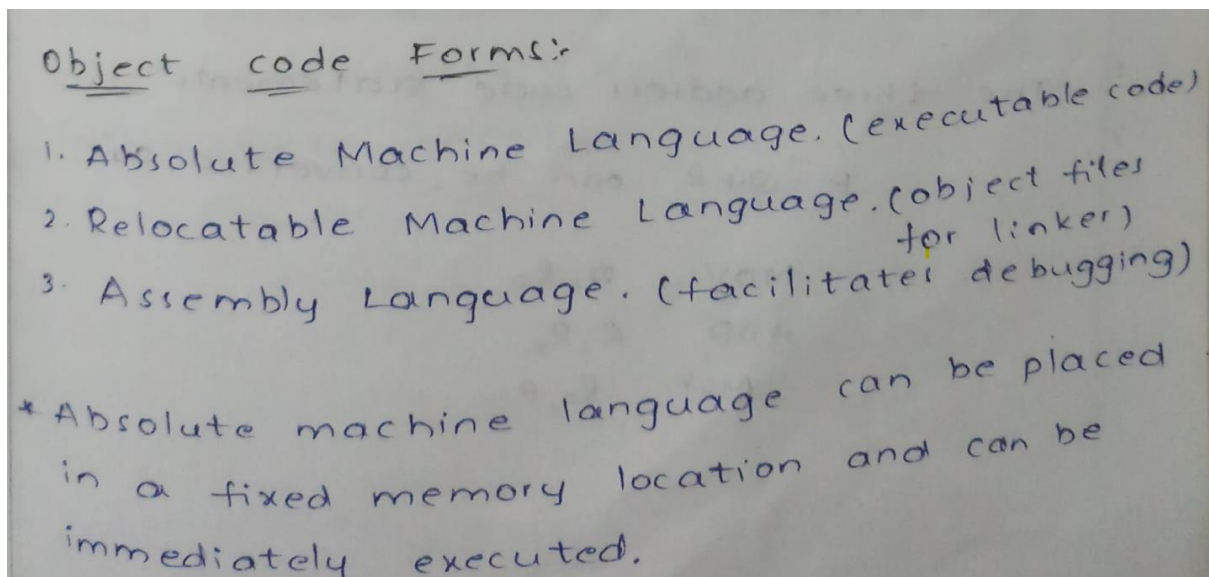 Object code Forms:-
1. Absolute Machine Language. (executable code)
2. Relocatable Machine Language. (object files
for linker)
3. Assembly Language. (facilitates debugging)
* Absolute machine language can be placed
in a fixed memory location and can be
immediately executed.